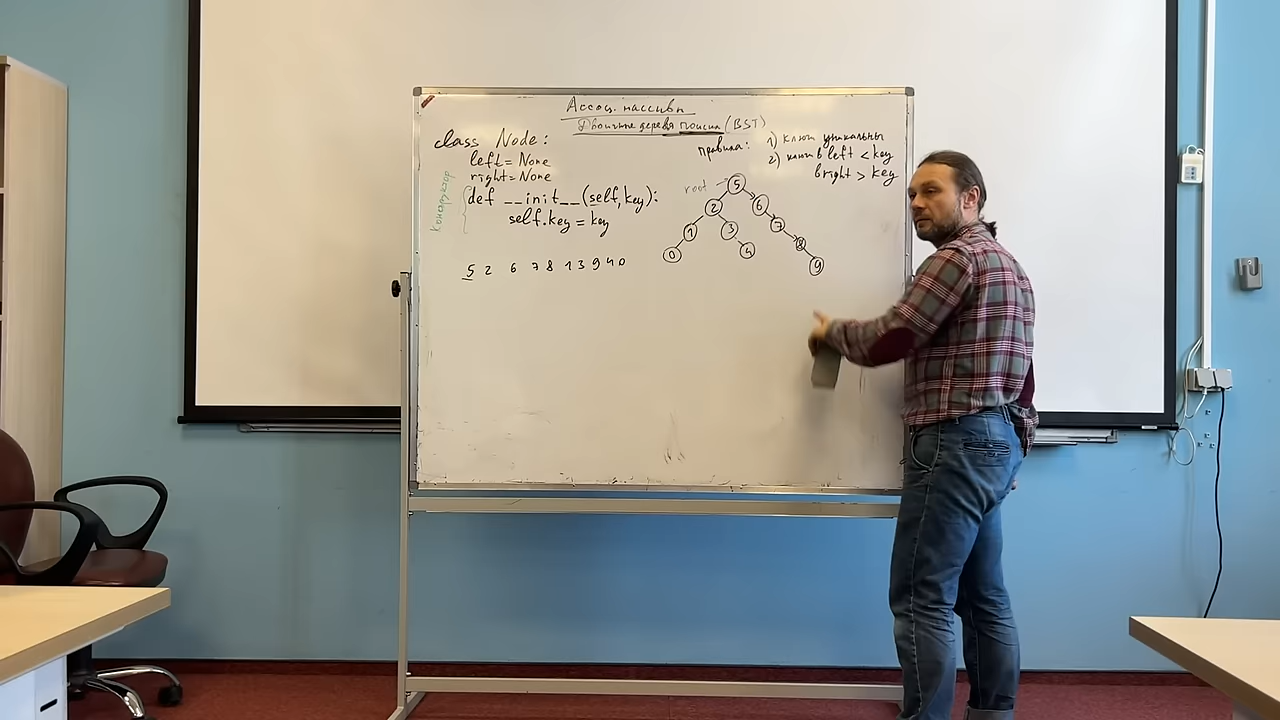 Ассоц. массивы
Двоичные деревья поиска (BST)
class Node:
left = None
right = None
Конструктор
def __init__(self, key):
self.key = key
5 2 6 7 8 1 3 9 4 0
Правила: 1) ключи уникальны
2) ключ в left < key
в right > key
root
5
2 6
1 3 7
0 4 8
9